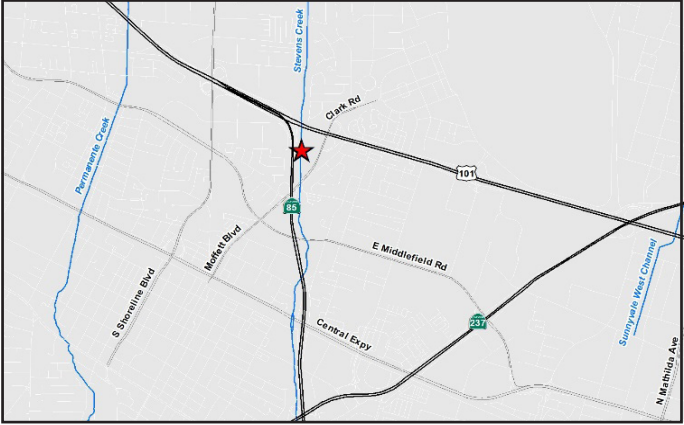 Stevens Creek
Clark Rd
Permanente Creek
101
85
Moffett Blvd
E Middlefield Rd
S Shoreline Blvd
Sunnyvale West Channel
237
Central Expy
N Mathilda Ave